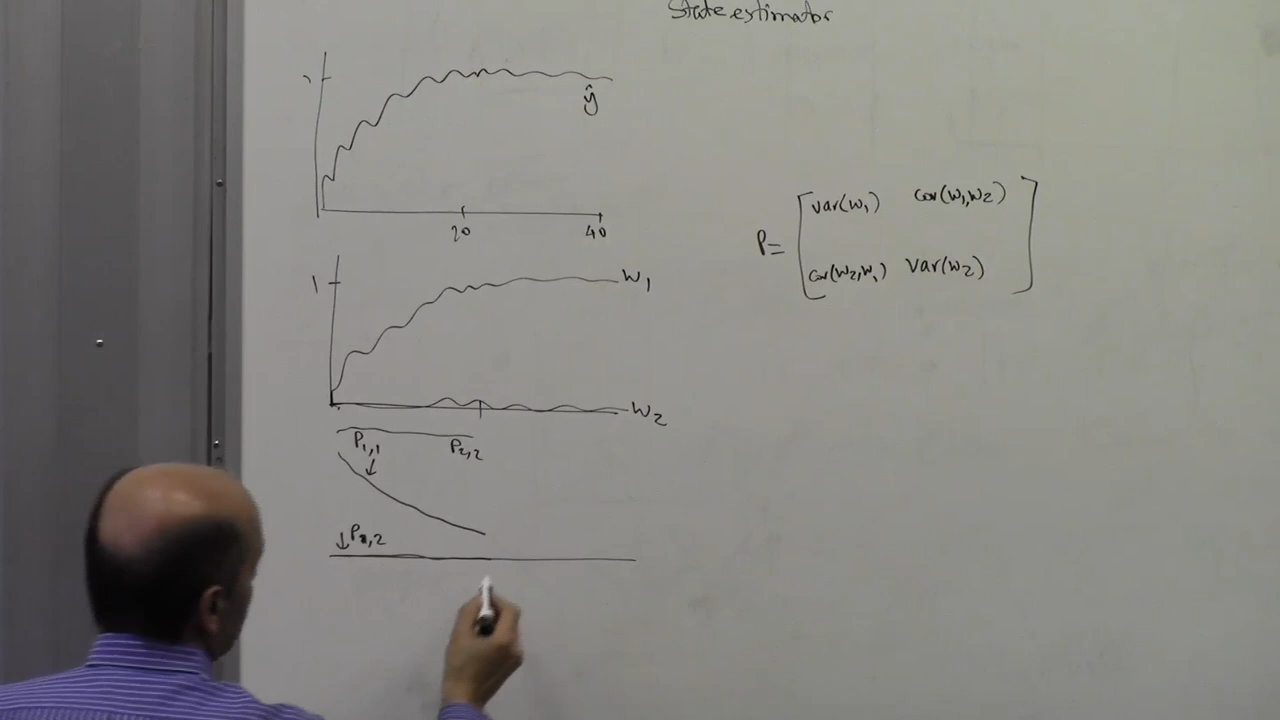 State estimator
ŷ
20 40
P = [ var(w1) cov(w1,w2)
cov(w2,w1) var(w2) ]
1 w1
w2
P1,1 P2,2
P2,2